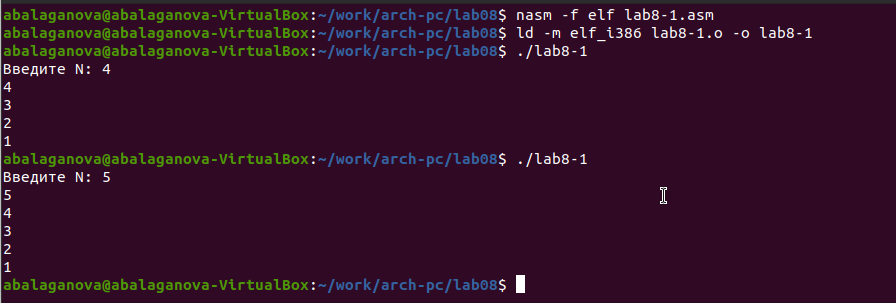 abalaganova@abalaganova-VirtualBox:~/work/arch-pc/lab08$ nasm -f elf lab8-1.asm
abalaganova@abalaganova-VirtualBox:~/work/arch-pc/lab08$ ld -m elf_i386 lab8-1.o -o lab8-1
abalaganova@abalaganova-VirtualBox:~/work/arch-pc/lab08$ ./lab8-1
Введите N: 4
4
3
2
1
abalaganova@abalaganova-VirtualBox:~/work/arch-pc/lab08$ ./lab8-1
Введите N: 5
5
4
3
2
1
abalaganova@abalaganova-VirtualBox:~/work/arch-pc/lab08$